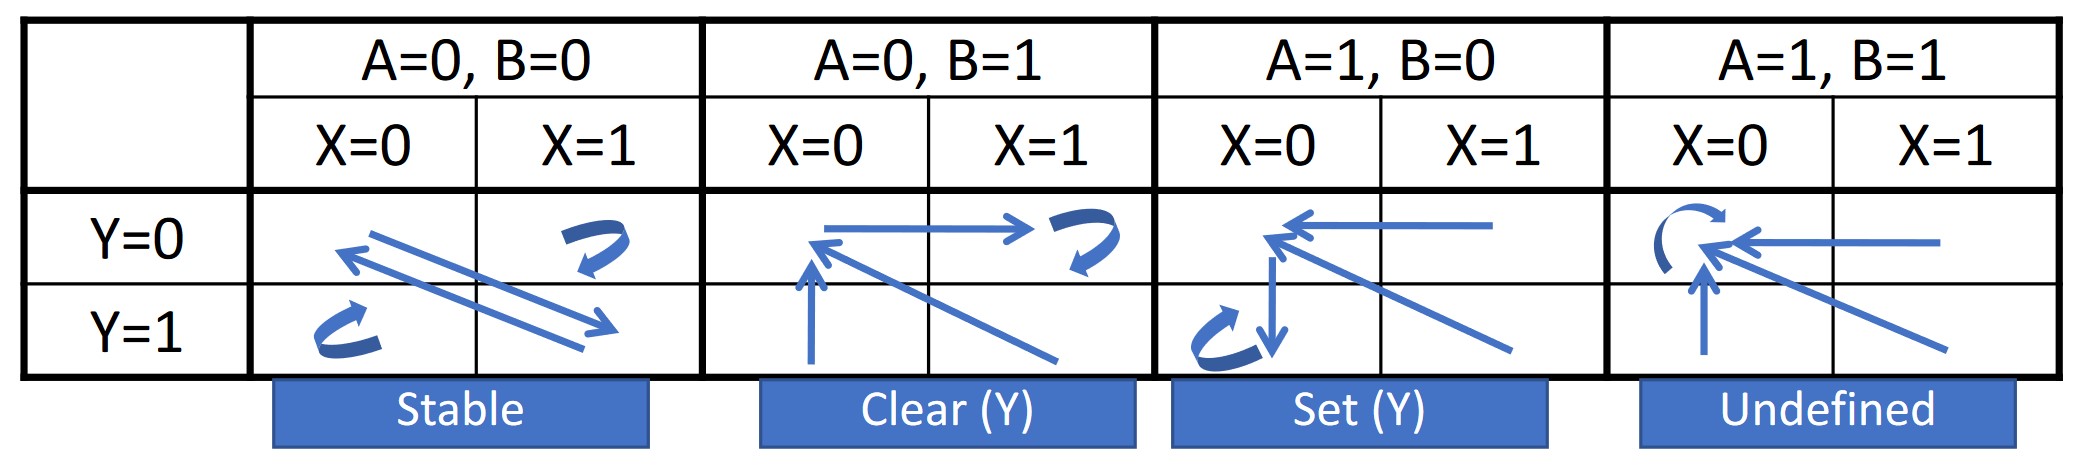 A=0, B=0 A=0, B=1 A=1, B=0 A=1, B=1
X=0 X=1 X=0 X=1 X=0 X=1 X=0 X=1
Y=0
Y=1
Stable Clear (Y) Set (Y) Undefined